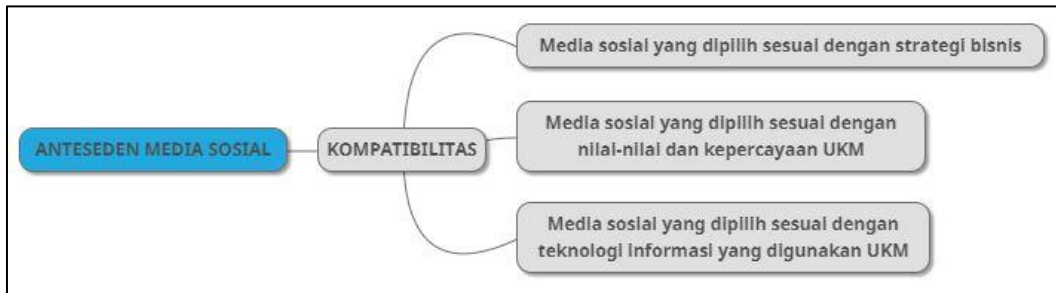 Media sosial yang dipilih sesuai dengan strategi bisnis
ANTESEDEN MEDIA SOSIAL
KOMPATIBILITAS
Media sosial yang dipilih sesuai dengan
nilai-nilai dan kepercayaan UKM
Media sosial yang dipilih sesuai dengan
teknologi informasi yang digunakan UKM